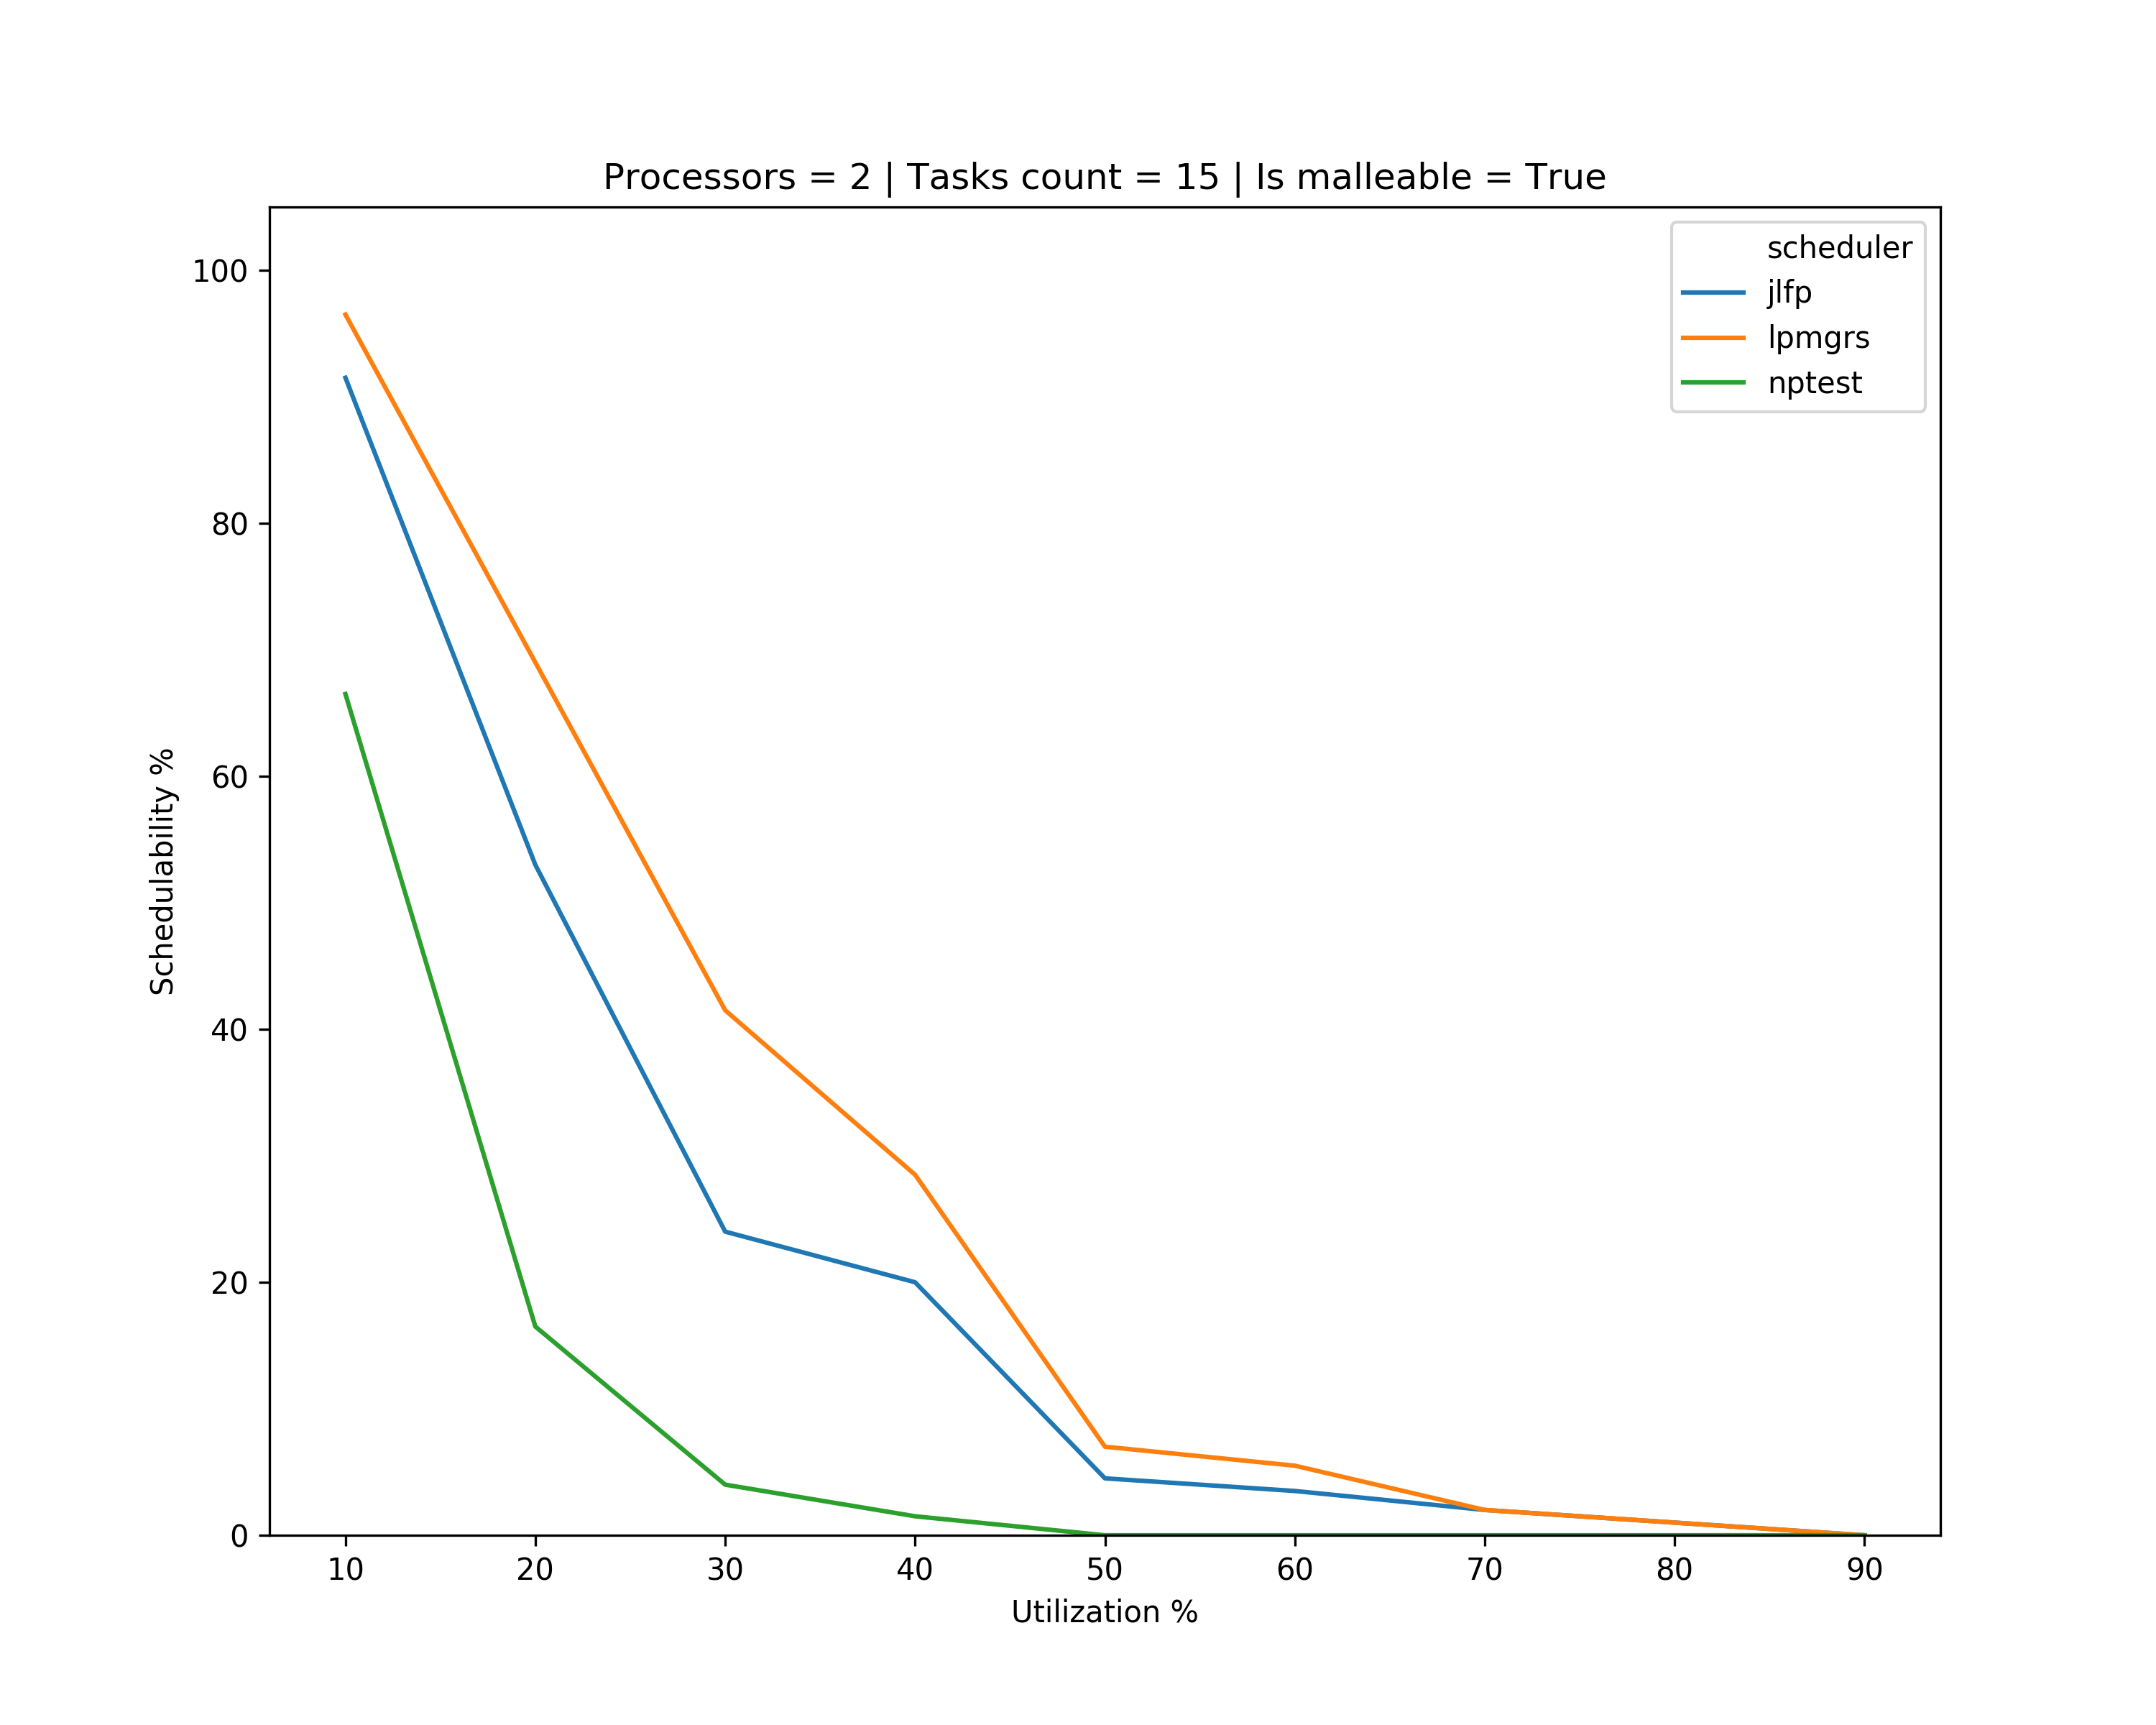 Processors = 2 | Tasks count = 15 | Is malleable = True
scheduler
jlfp
lpmgrs
nptest
Schedulability %
100
80
60
40
20
0
10 20 30 40 50 60 70 80 90
Utilization %